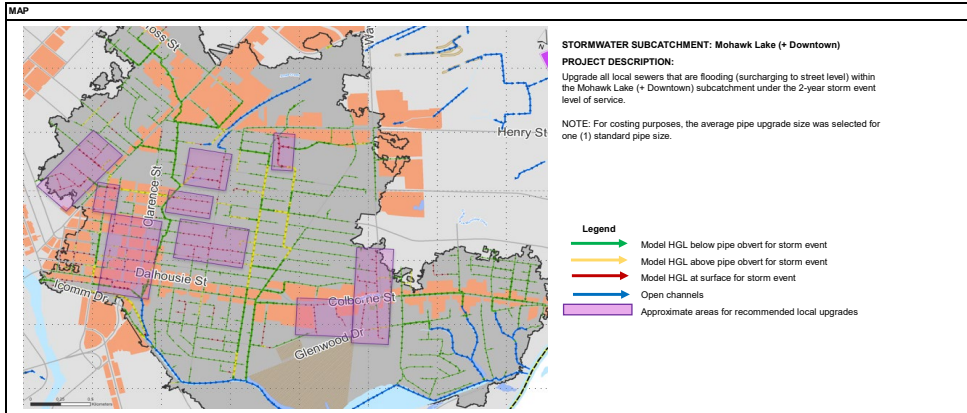 MAP
oss St
Wa
N
Henry St
Clarence St
Dalhousie St
Icomm Dr
Colborne St
Glenwood Dr
Kilometers
STORMWATER SUBCATCHMENT: Mohawk Lake (+ Downtown)
PROJECT DESCRIPTION:
Upgrade all local sewers that are flooding (surcharging to street level) within
the Mohawk Lake (+ Downtown) subcatchment under the 2-year storm event
level of service.
NOTE: For costing purposes, the average pipe upgrade size was selected for
one (1) standard pipe size.
Legend
Model HGL below pipe obvert for storm event
Model HGL above pipe obvert for storm event
Model HGL at surface for storm event
Open channels
Approximate areas for recommended local upgrades